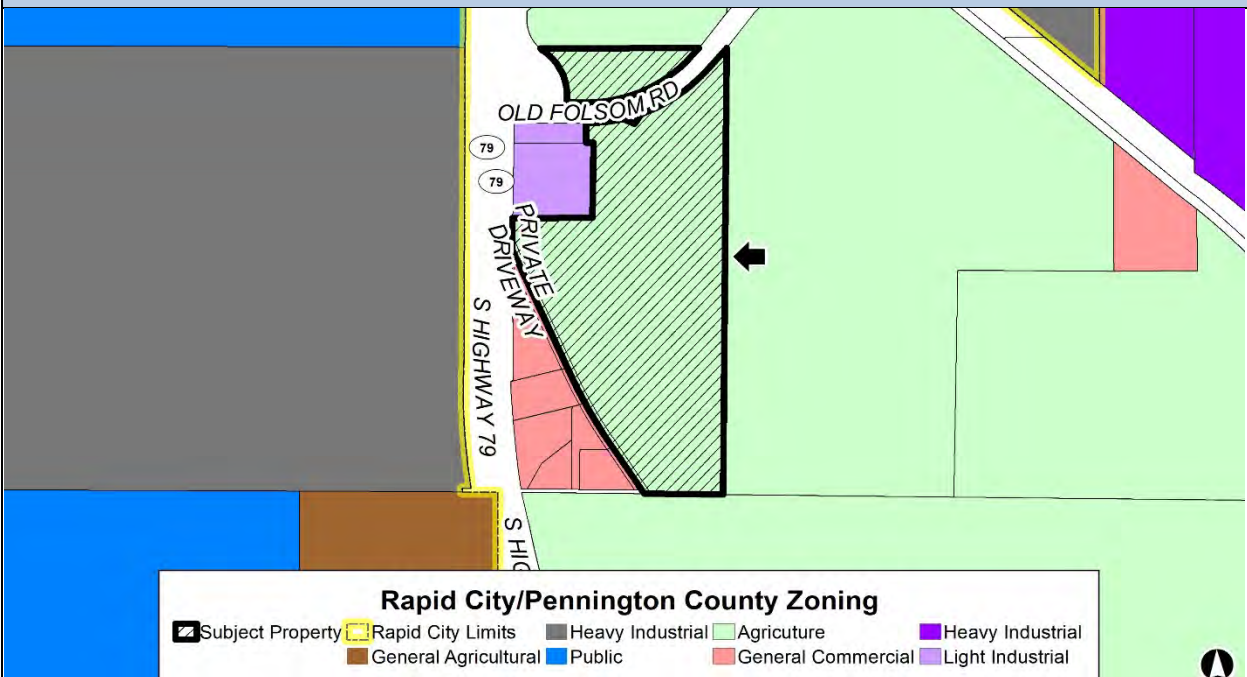 OLD FOLSOM RD
79
79
PRIVATE
DRIVEWAY
S HIGHWAY 79
S HIG
Rapid City/Pennington County Zoning
Subject Property Rapid City Limits Heavy Industrial Agricuture Heavy Industrial
General Agricultural Public General Commercial Light Industrial